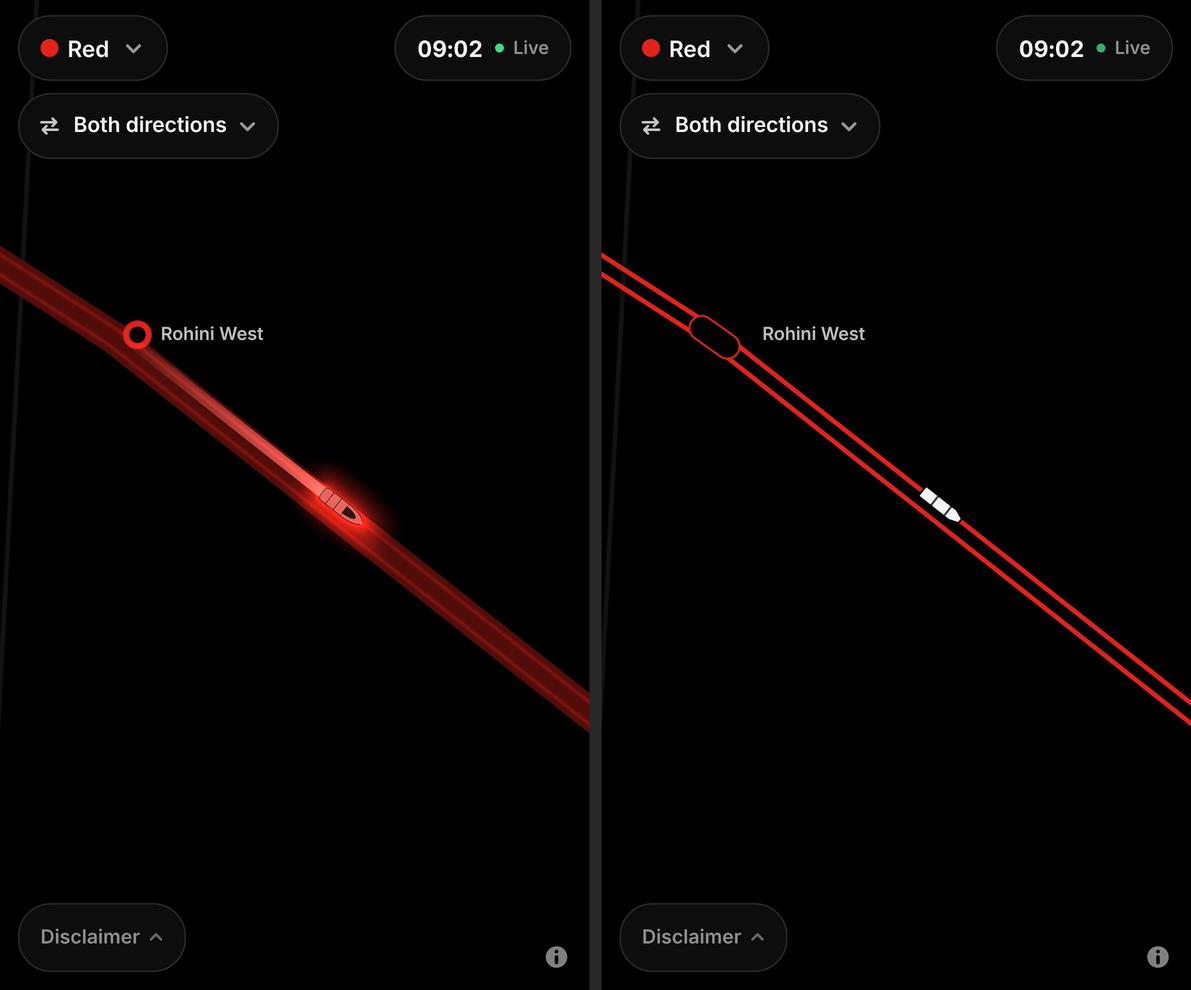 Red
09:02 Live
Both directions
Rohini West
Disclaimer
Red
09:02 Live
Both directions
Rohini West
Disclaimer